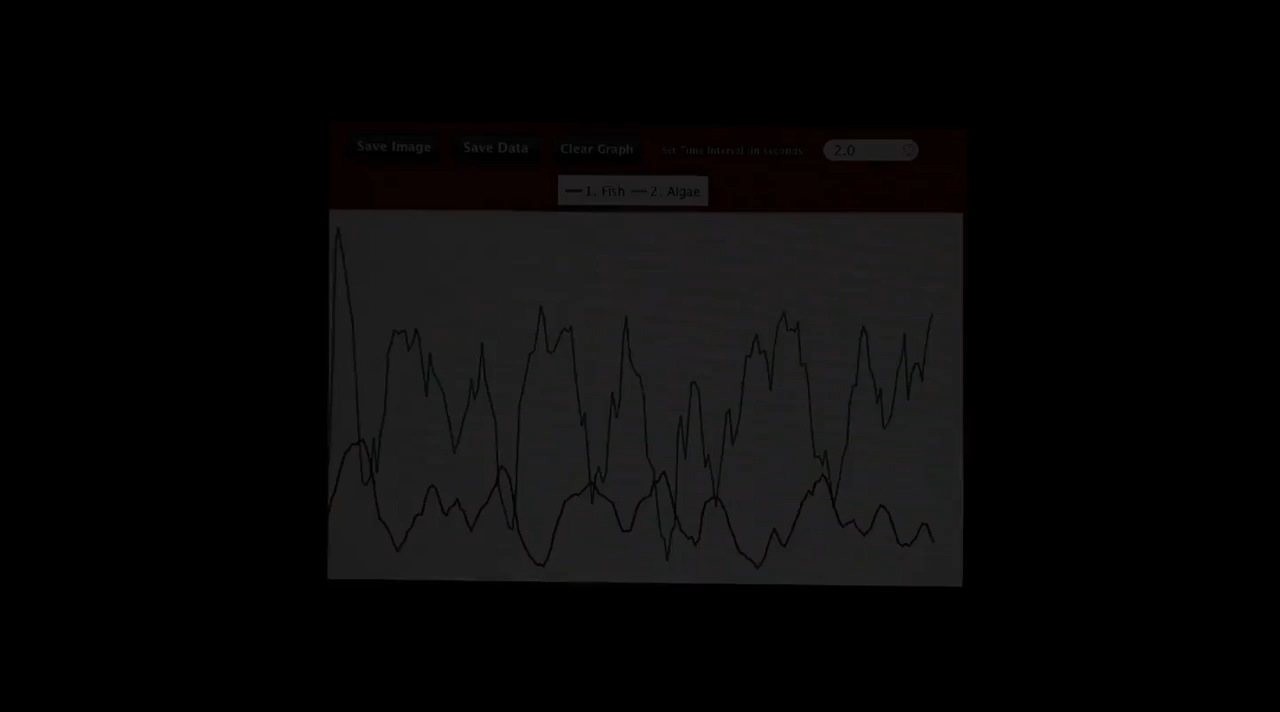 Save Image Save Data Clear Graph Set Time Interval (in seconds) 2.0
1. Fish 2. Algae